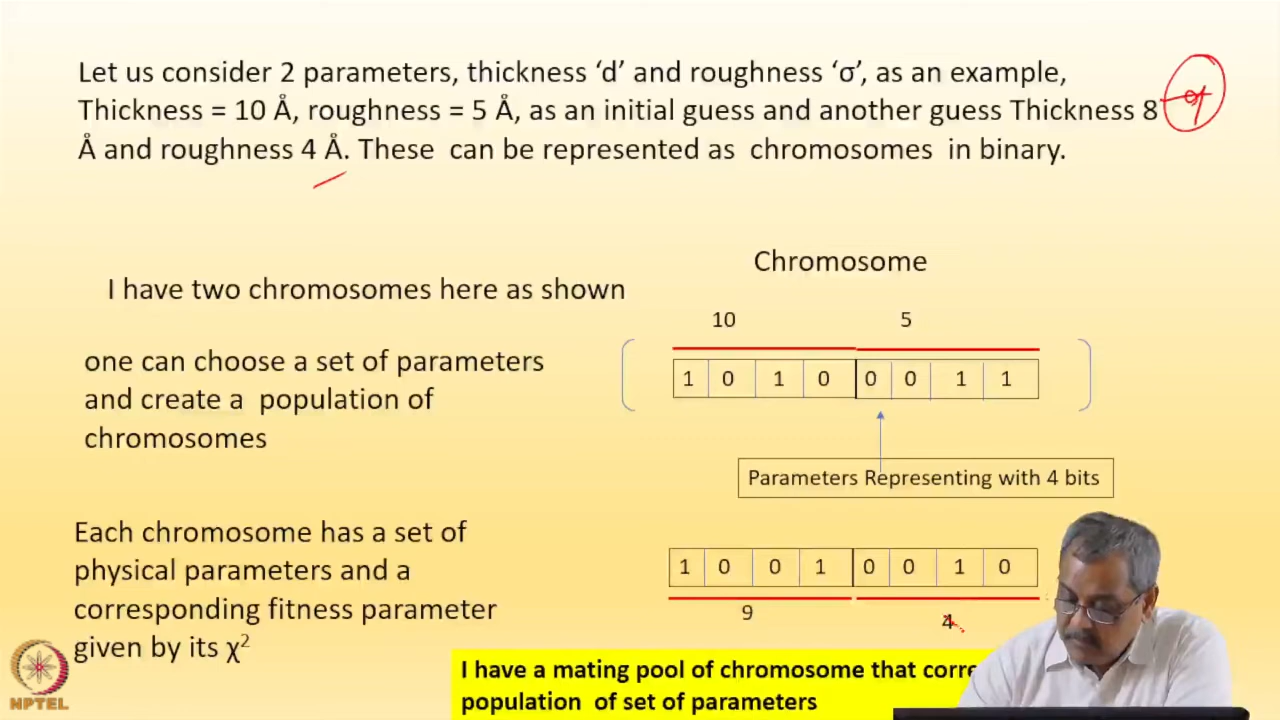 Let us consider 2 parameters, thickness ‘d’ and roughness ‘σ’, as an example,
Thickness = 10 Å, roughness = 5 Å, as an initial guess and another guess Thickness 8
Å and roughness 4 Å. These can be represented as chromosomes in binary.
9
Chromosome
I have two chromosomes here as shown
10 5
one can choose a set of parameters
and create a population of
chromosomes
1 0 1 0 0 0 1 1
Parameters Representing with 4 bits
Each chromosome has a set of
physical parameters and a
corresponding fitness parameter
given by its χ²
1 0 0 1 0 0 1 0
9 4
I have a mating pool of chromosome that
population of set of parameters
NPTEL